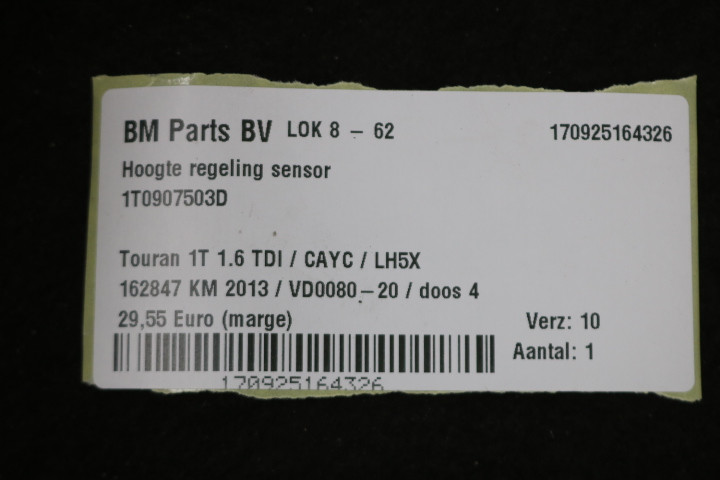 BM Parts BV LOK 8 - 62 170925164326
Hoogte regeling sensor
1T0907503D
Touran 1T 1.6 TDI / CAYC / LH5X
162847 KM 2013 / VD0080-20 / doos 4
29,55 Euro (marge) Verz: 10
Aantal: 1
170925164326